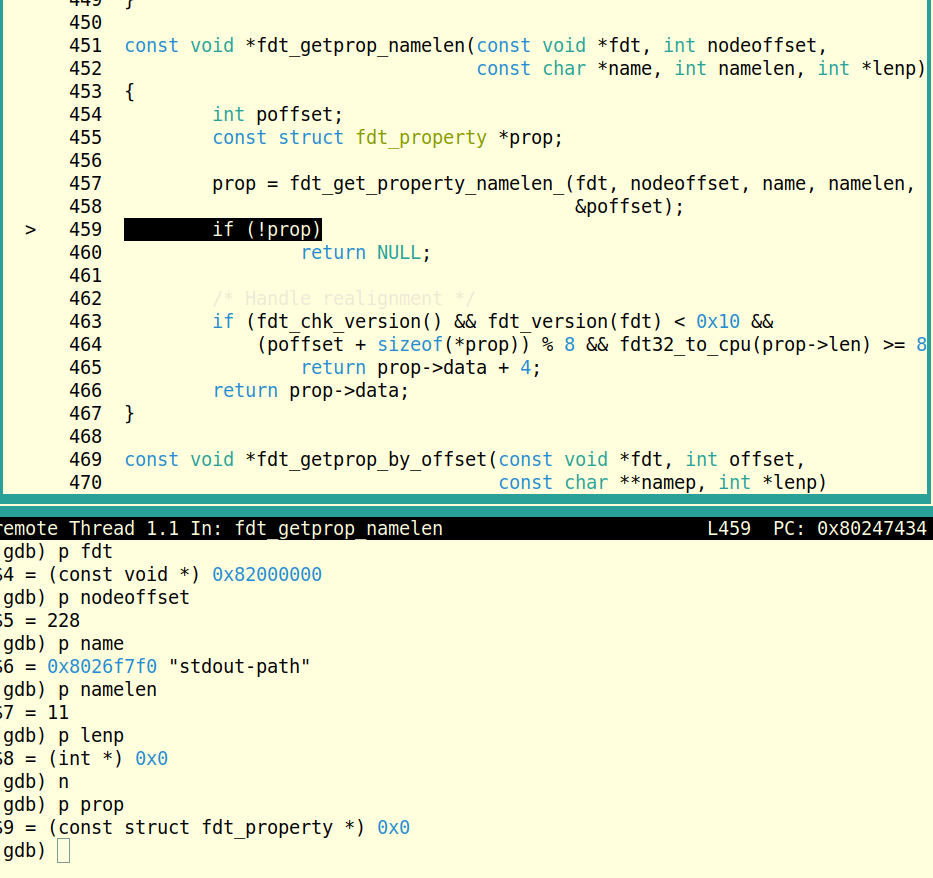 449 }
450
451 const void *fdt_getprop_namelen(const void *fdt, int nodeoffset,
452 const char *name, int namelen, int *lenp)
453 {
454 int poffset;
455 const struct fdt_property *prop;
456
457 prop = fdt_get_property_namelen_(fdt, nodeoffset, name, namelen,
458 &poffset);
> 459 if (!prop)
460 return NULL;
461
462 /* Handle realignment */
463 if (fdt_chk_version() && fdt_version(fdt) < 0x10 &&
464 (poffset + sizeof(*prop)) % 8 && fdt32_to_cpu(prop->len) >= 8
465 return prop->data + 4;
466 return prop->data;
467 }
468
469 const void *fdt_getprop_by_offset(const void *fdt, int offset,
470 const char **namep, int *lenp)
remote Thread 1.1 In: fdt_getprop_namelen L459 PC: 0x80247434
gdb) p fdt
$4 = (const void *) 0x82000000
gdb) p nodeoffset
$5 = 228
gdb) p name
$6 = 0x8026f7f0 "stdout-path"
gdb) p namelen
$7 = 11
gdb) p lenp
$8 = (int *) 0x0
gdb) n
gdb) p prop
$9 = (const struct fdt_property *) 0x0
gdb)